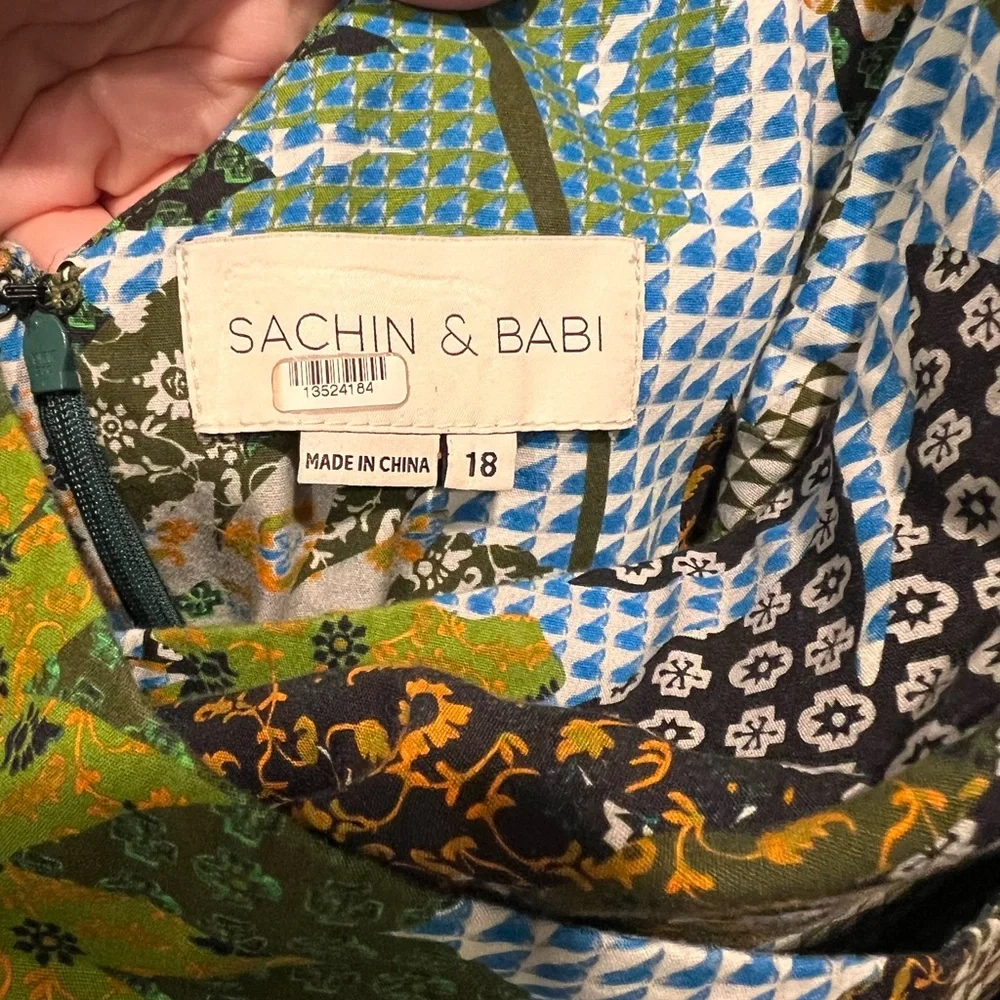 SACHIN & BABI
13524184
MADE IN CHINA
18